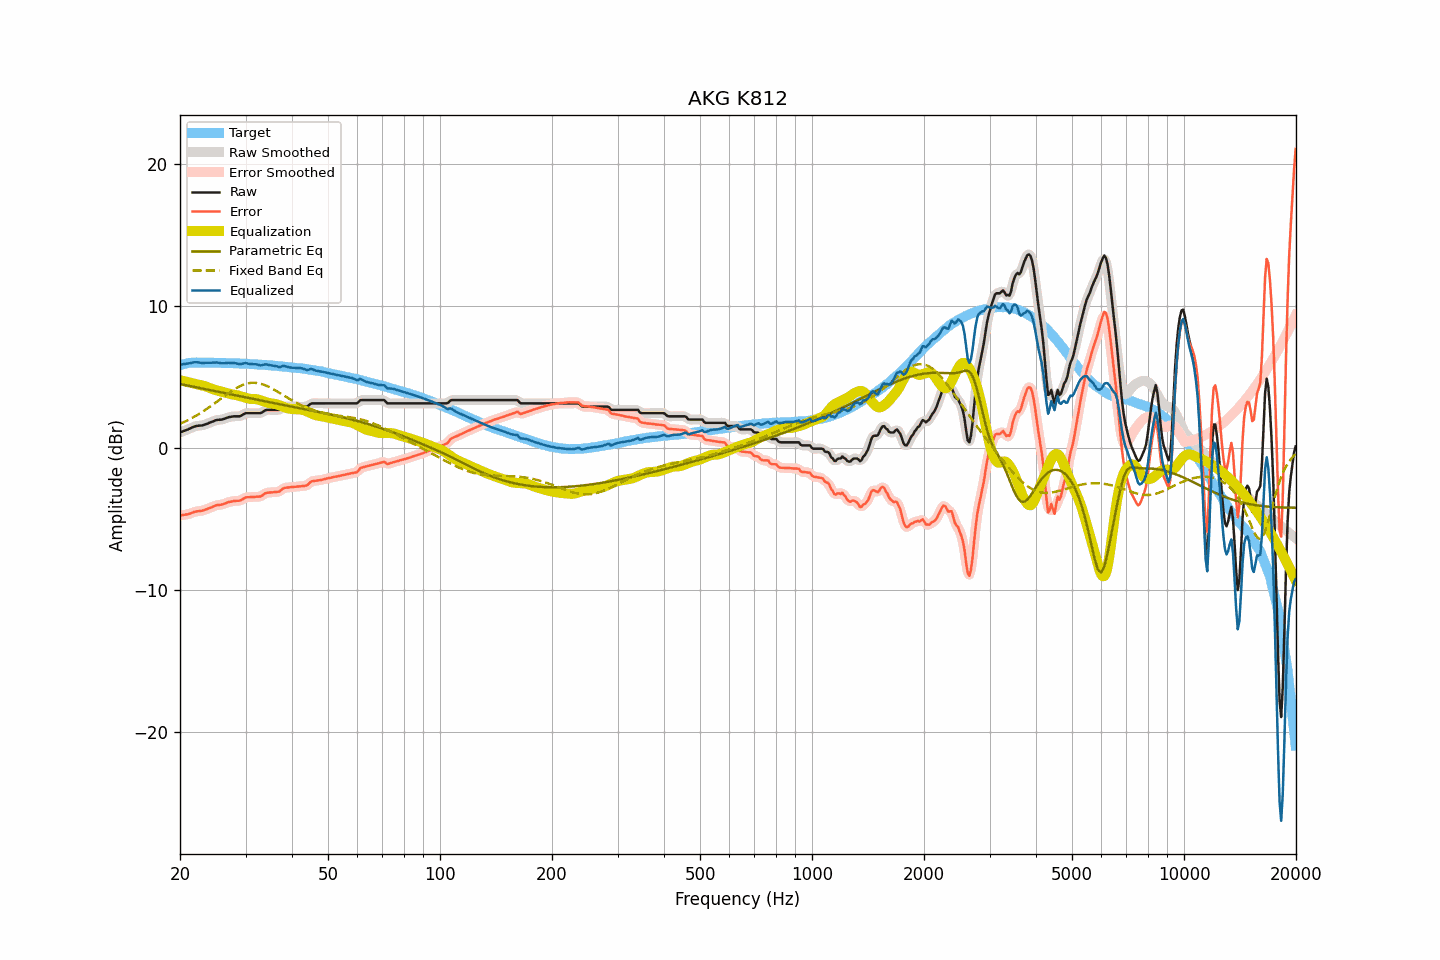 AKG K812
Target
Raw Smoothed
Error Smoothed
Raw
Error
Equalization
Parametric Eq
Fixed Band Eq
Equalized
20
10
0
−10
−20
Amplitude (dBr)
20 50 100 200 500 1000 2000 5000 10000 20000
Frequency (Hz)